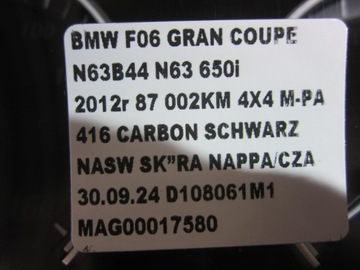 BMW F06 GRAN COUPE
N63B44 N63 650i
2012r 87 002KM 4X4 M-PA
416 CARBON SCHWARZ
NASW SK”RA NAPPA/CZA
30.09.24 D108061M1
MAG00017580